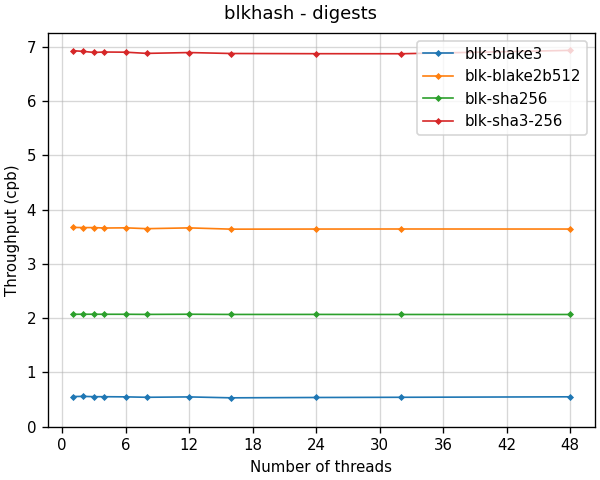 blkhash - digests
7
6
5
4
3
2
1
0
Throughput (cpb)
blk-blake3
blk-blake2b512
blk-sha256
blk-sha3-256
0 6 12 18 24 30 36 42 48
Number of threads